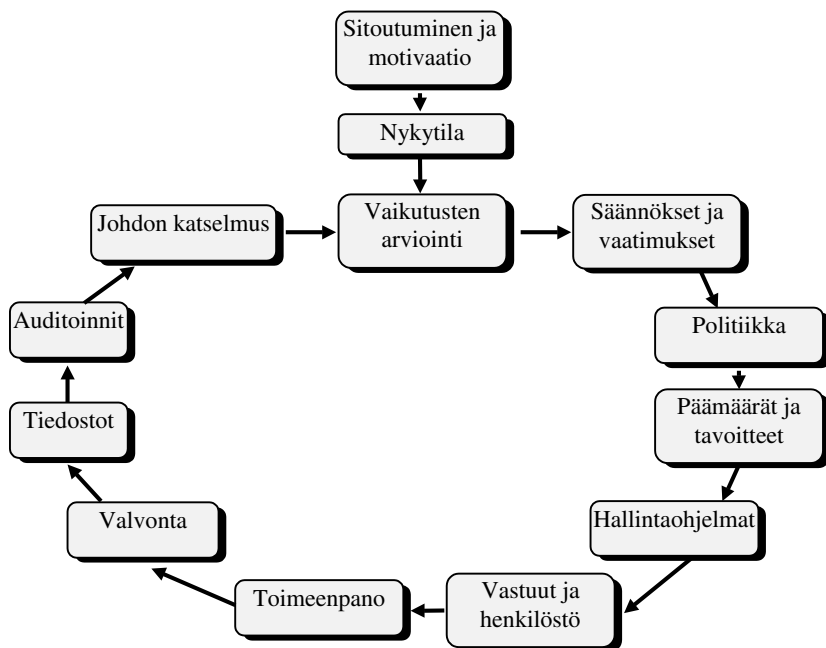 Sitoutuminen ja
motivaatio
Nykytila
Vaikutusten
arviointi
Säännökset ja
vaatimukset
Politiikka
Päämäärät ja
tavoitteet
Hallintaohjelmat
Vastuut ja
henkilöstö
Toimeenpano
Valvonta
Tiedostot
Auditoinnit
Johdon katselmus